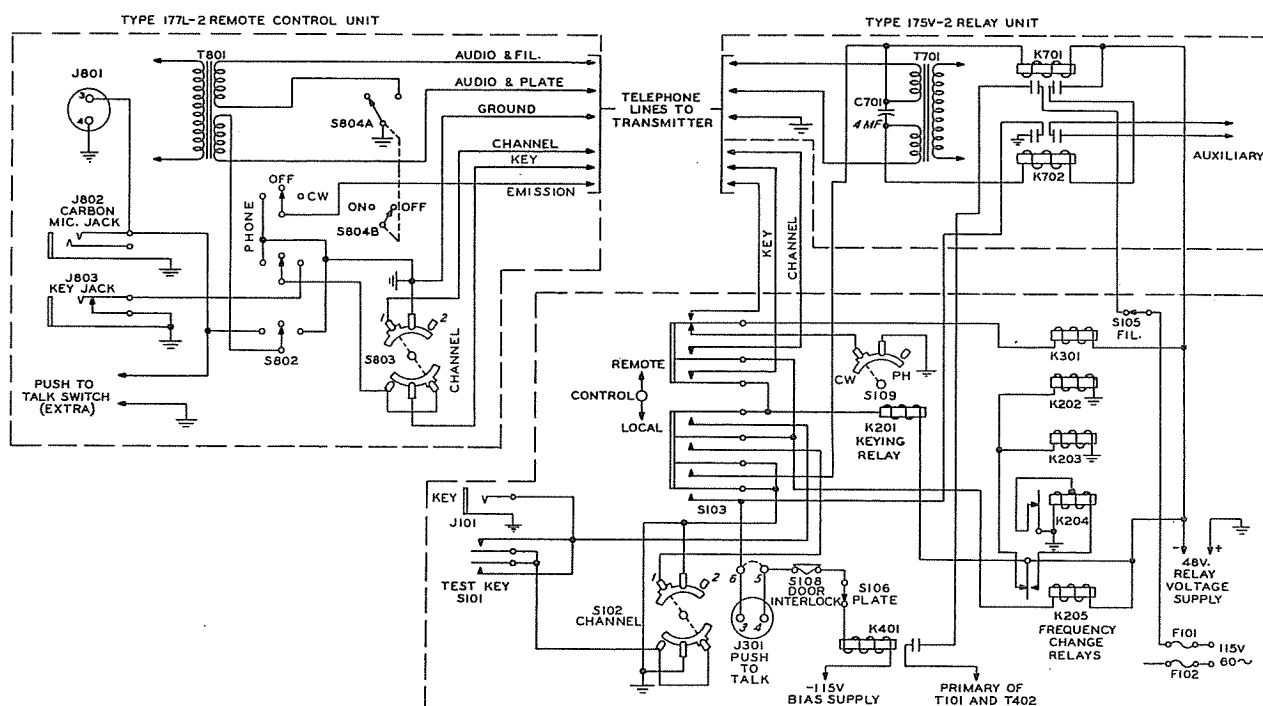 TYPE 177L-2 REMOTE CONTROL UNIT
TYPE 175V-2 RELAY UNIT
J801
3
4
T801
AUDIO & FIL.
AUDIO & PLATE
GROUND
CHANNEL
KEY
EMISSION
S804A
OFF
CW
ON
OFF
S804B
PHONE
J802
CARBON
MIC. JACK
J803
KEY JACK
S802
S803
1
2
CHANNEL
PUSH TO
TALK SWITCH
(EXTRA)
TELEPHONE
LINES TO
TRANSMITTER
T701
C701
4 MF
K701
K702
AUXILIARY
KEY
CHANNEL
REMOTE
CONTROL
LOCAL
CW
PH
S109
K201
KEYING
RELAY
S103
S105
FIL.
K301
K202
K203
K204
K205
FREQUENCY
CHANGE
RELAYS
- +
48V.
RELAY
VOLTAGE
SUPPLY
F101
F102
115V
60~
KEY
J101
TEST KEY
S101
S102
CHANNEL
1
2
6
5
3
4
J301
PUSH
TO
TALK
S108
DOOR
INTERLOCK
S106
PLATE
K401
-115V
BIAS SUPPLY
PRIMARY OF
T101 AND T402